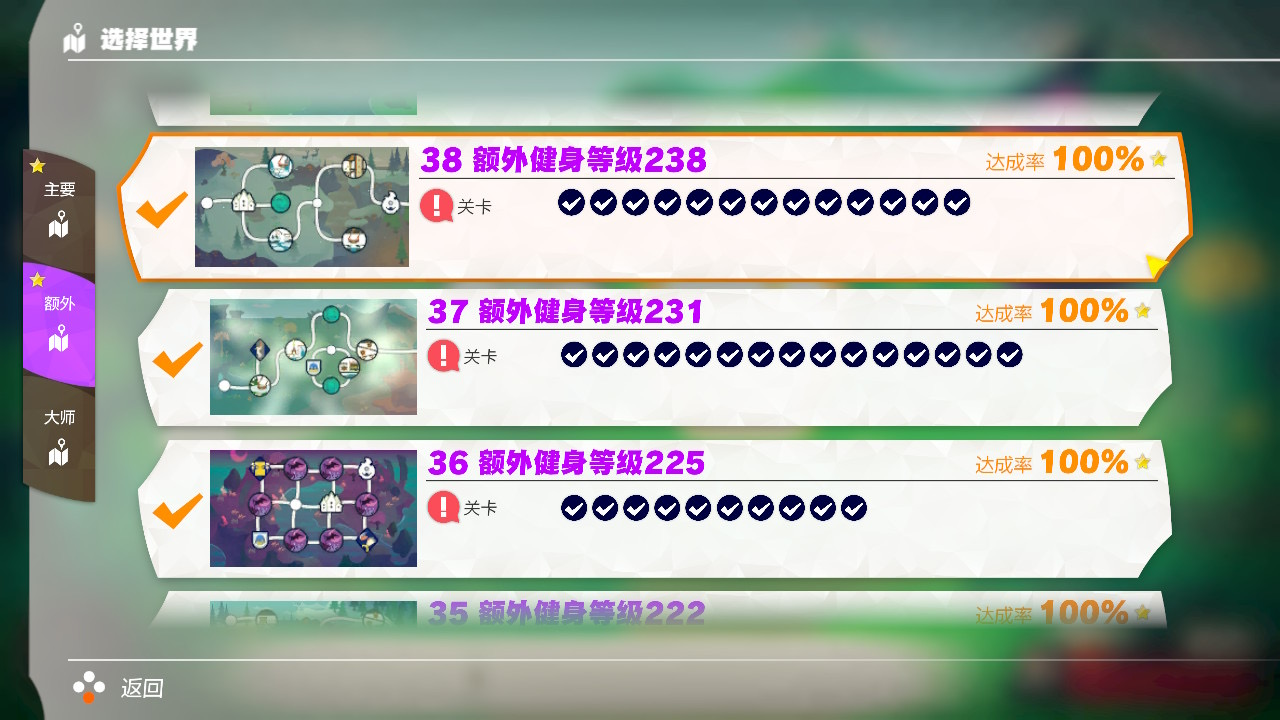 选择世界
主要
额外
大师
38 额外健身等级238
达成率 100%
关卡
37 额外健身等级231
达成率 100%
关卡
36 额外健身等级225
达成率 100%
关卡
35 额外健身等级222
达成率 100%
返回